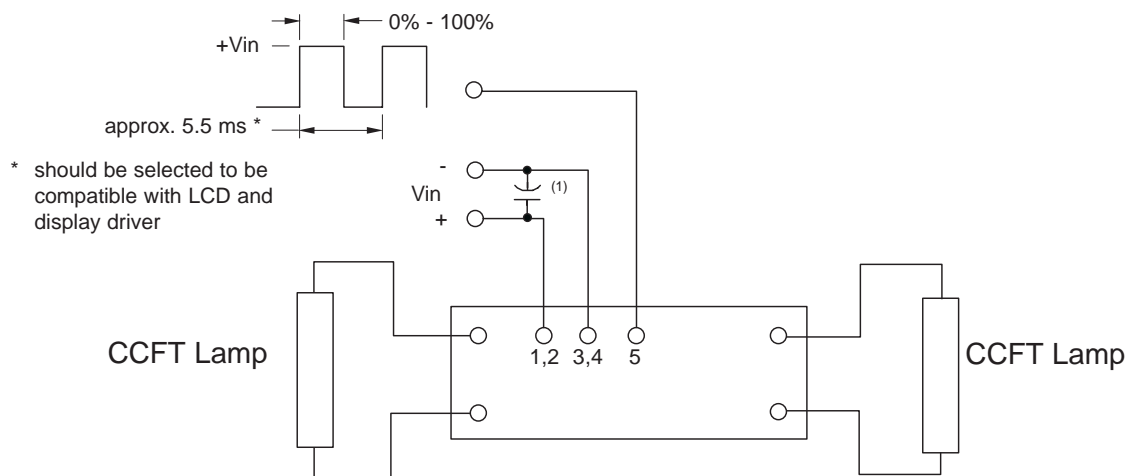 0% - 100%
+Vin
approx. 5.5 ms *
* should be selected to be
compatible with LCD and
display driver
-
Vin
+
(1)
CCFT Lamp
1,2 3,4 5
CCFT Lamp